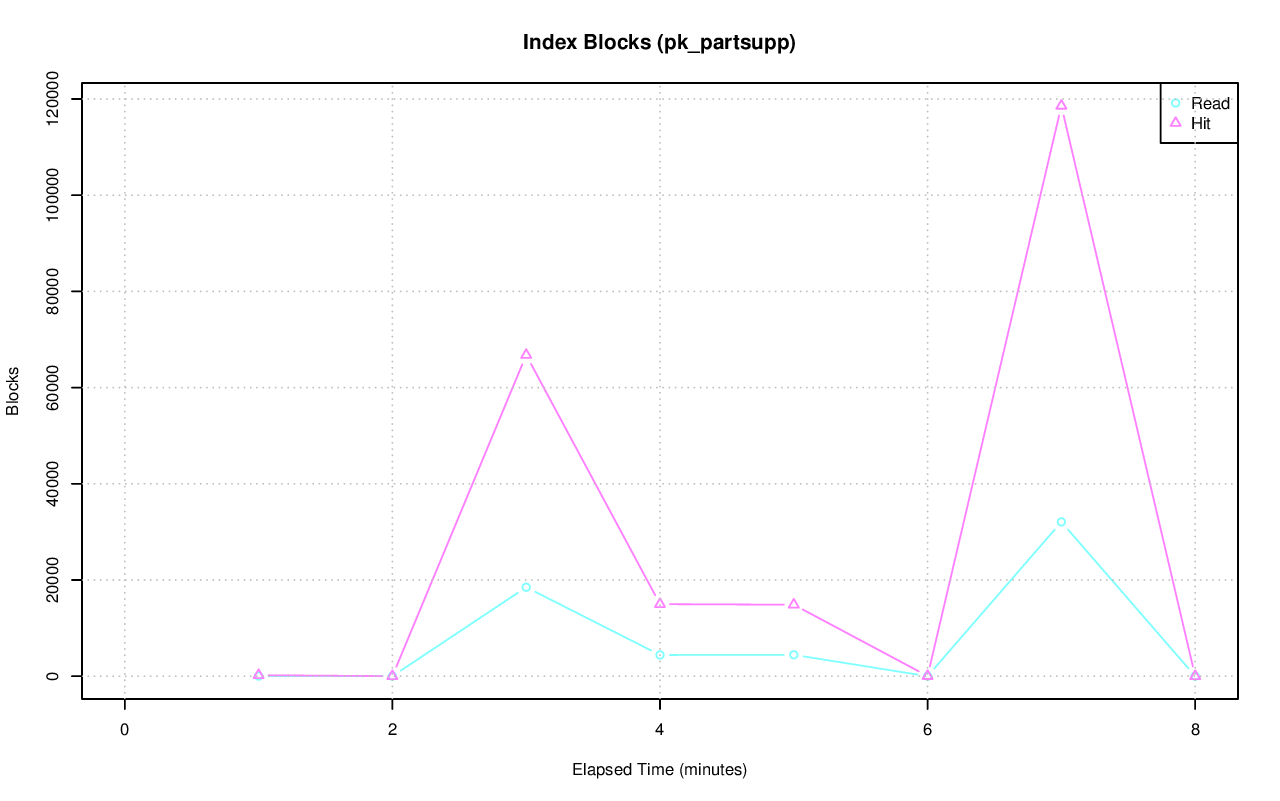 Index Blocks (pk_partsupp)
Read
Hit
120000
100000
80000
60000
40000
20000
0
Blocks
0 2 4 6 8
Elapsed Time (minutes)